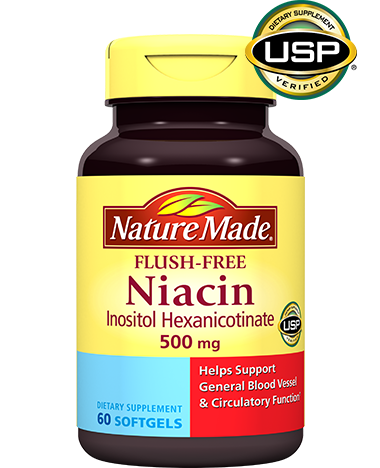 DIETARY SUPPLEMENT
USP
VERIFIED
®
Nature Made
®
FLUSH-FREE
Niacin
Inositol Hexanicotinate
500 mg
USP
Helps Support
General Blood Vessel
& Circulatory Function†
DIETARY SUPPLEMENT
60 SOFTGELS